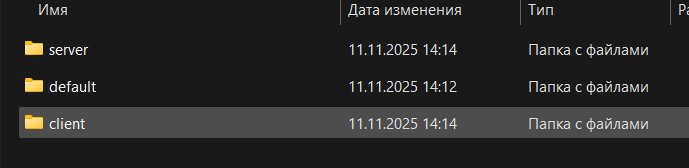 Имя Дата изменения Тип Ра
server 11.11.2025 14:14 Папка с файлами
default 11.11.2025 14:12 Папка с файлами
client 11.11.2025 14:14 Папка с файлами